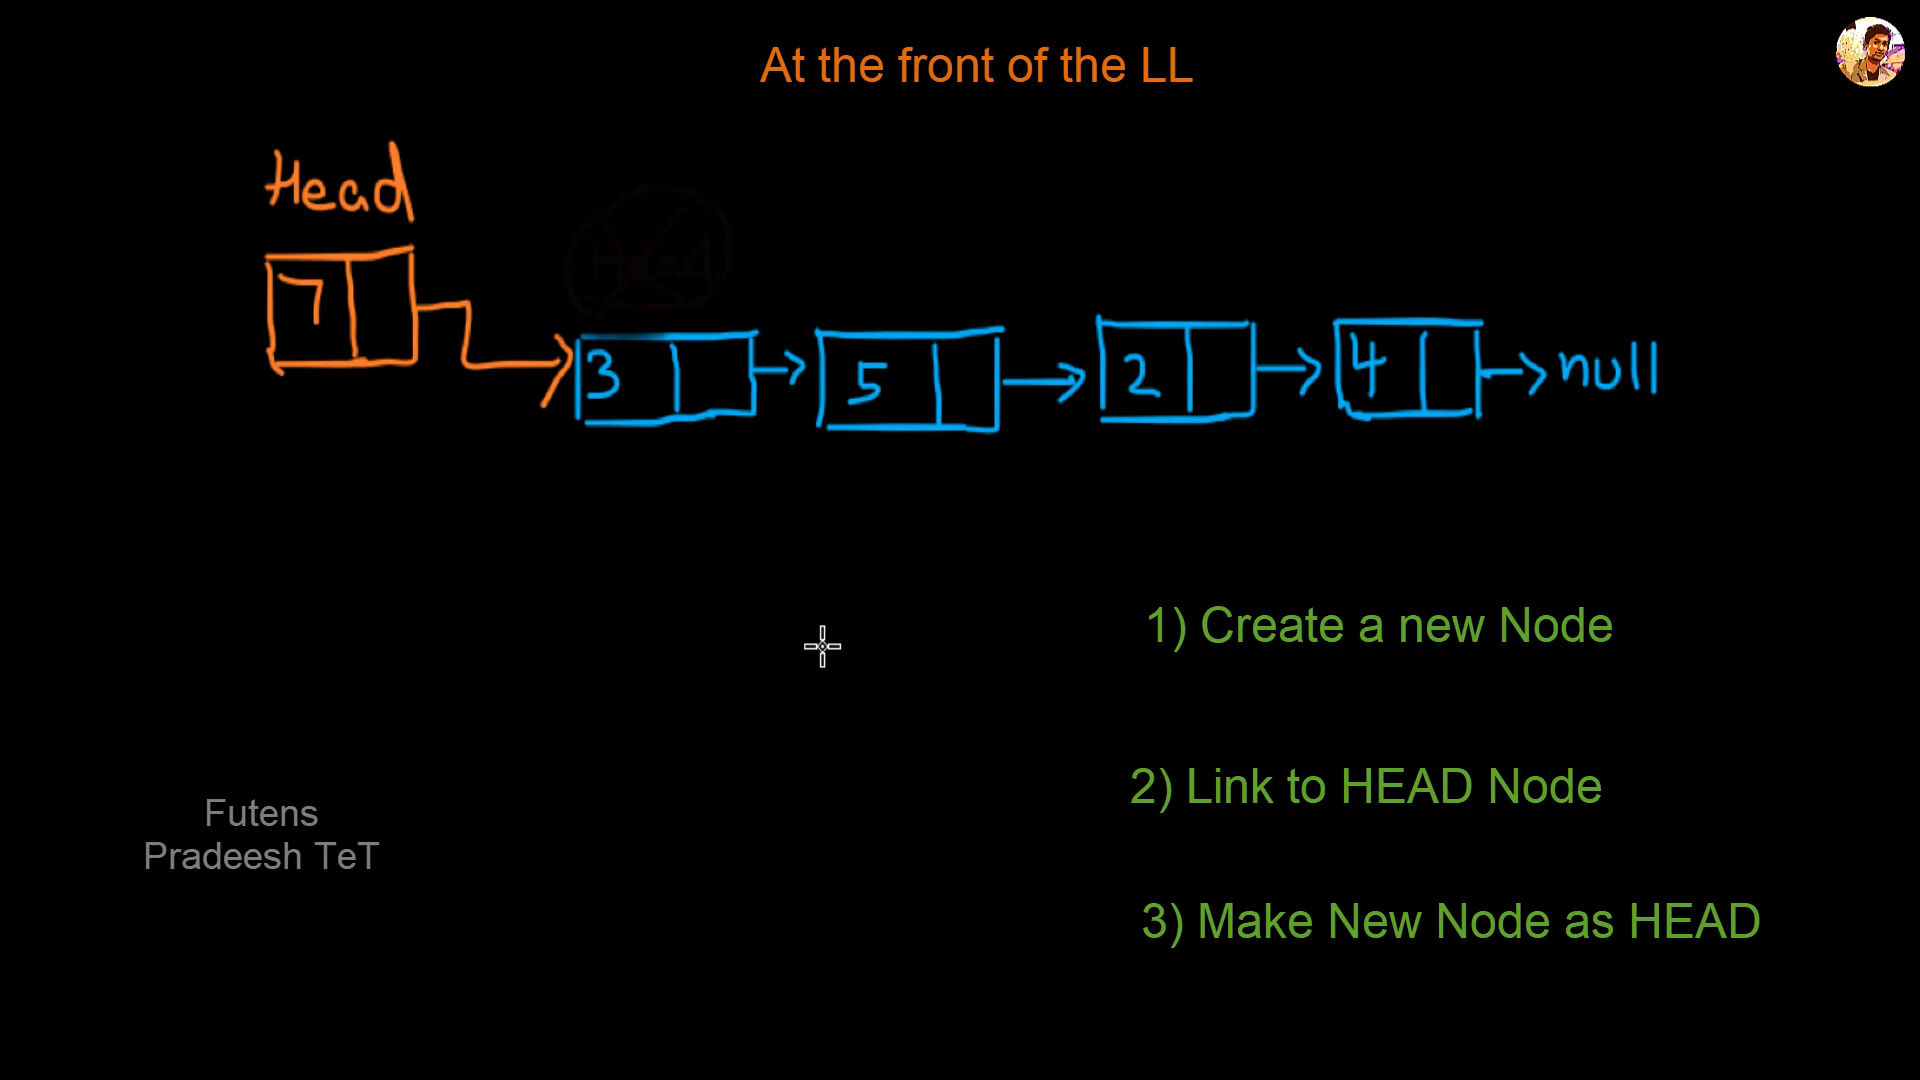 At the front of the LL
Head
Head
7
3 5 2 4 null
1) Create a new Node
2) Link to HEAD Node
3) Make New Node as HEAD
Futens
Pradeesh TeT